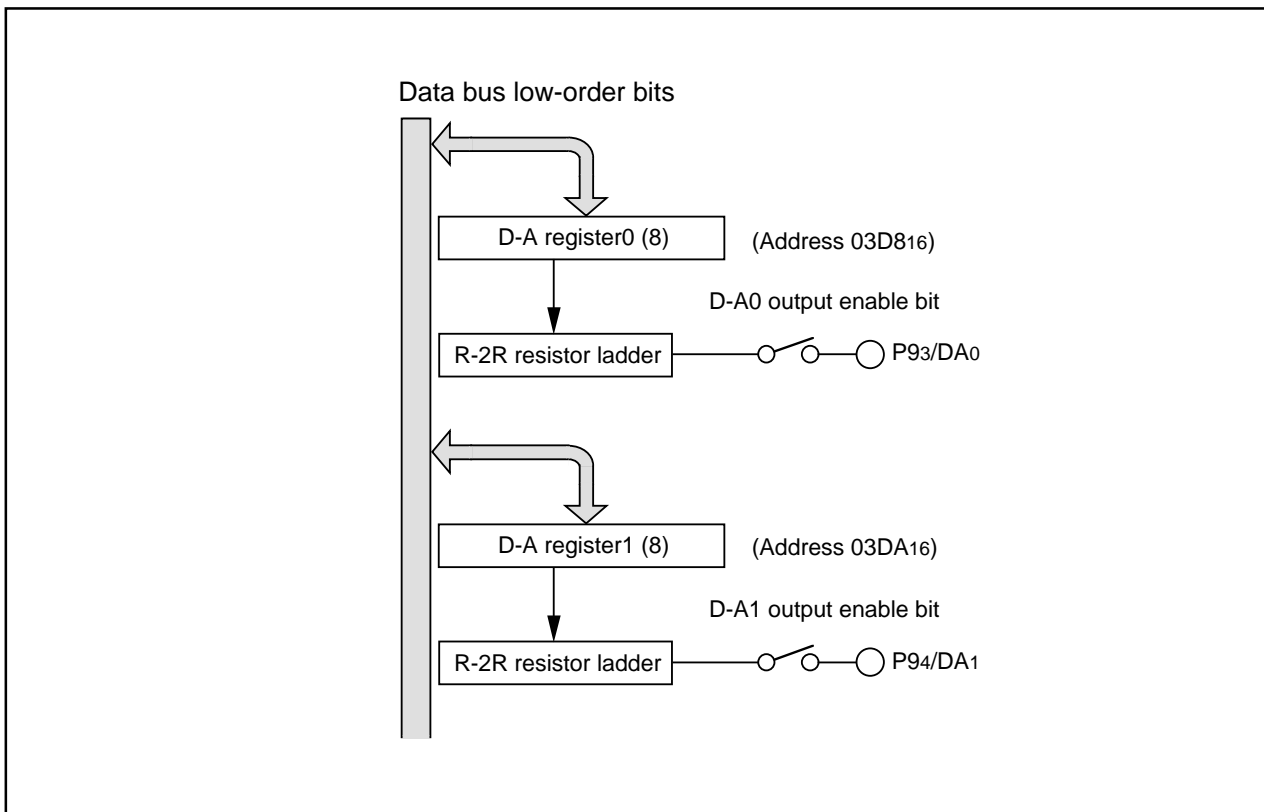 Data bus low-order bits
D-A register0 (8)
(Address 03D816)
D-A0 output enable bit
R-2R resistor ladder
P93/DA0
D-A register1 (8)
(Address 03DA16)
D-A1 output enable bit
R-2R resistor ladder
P94/DA1